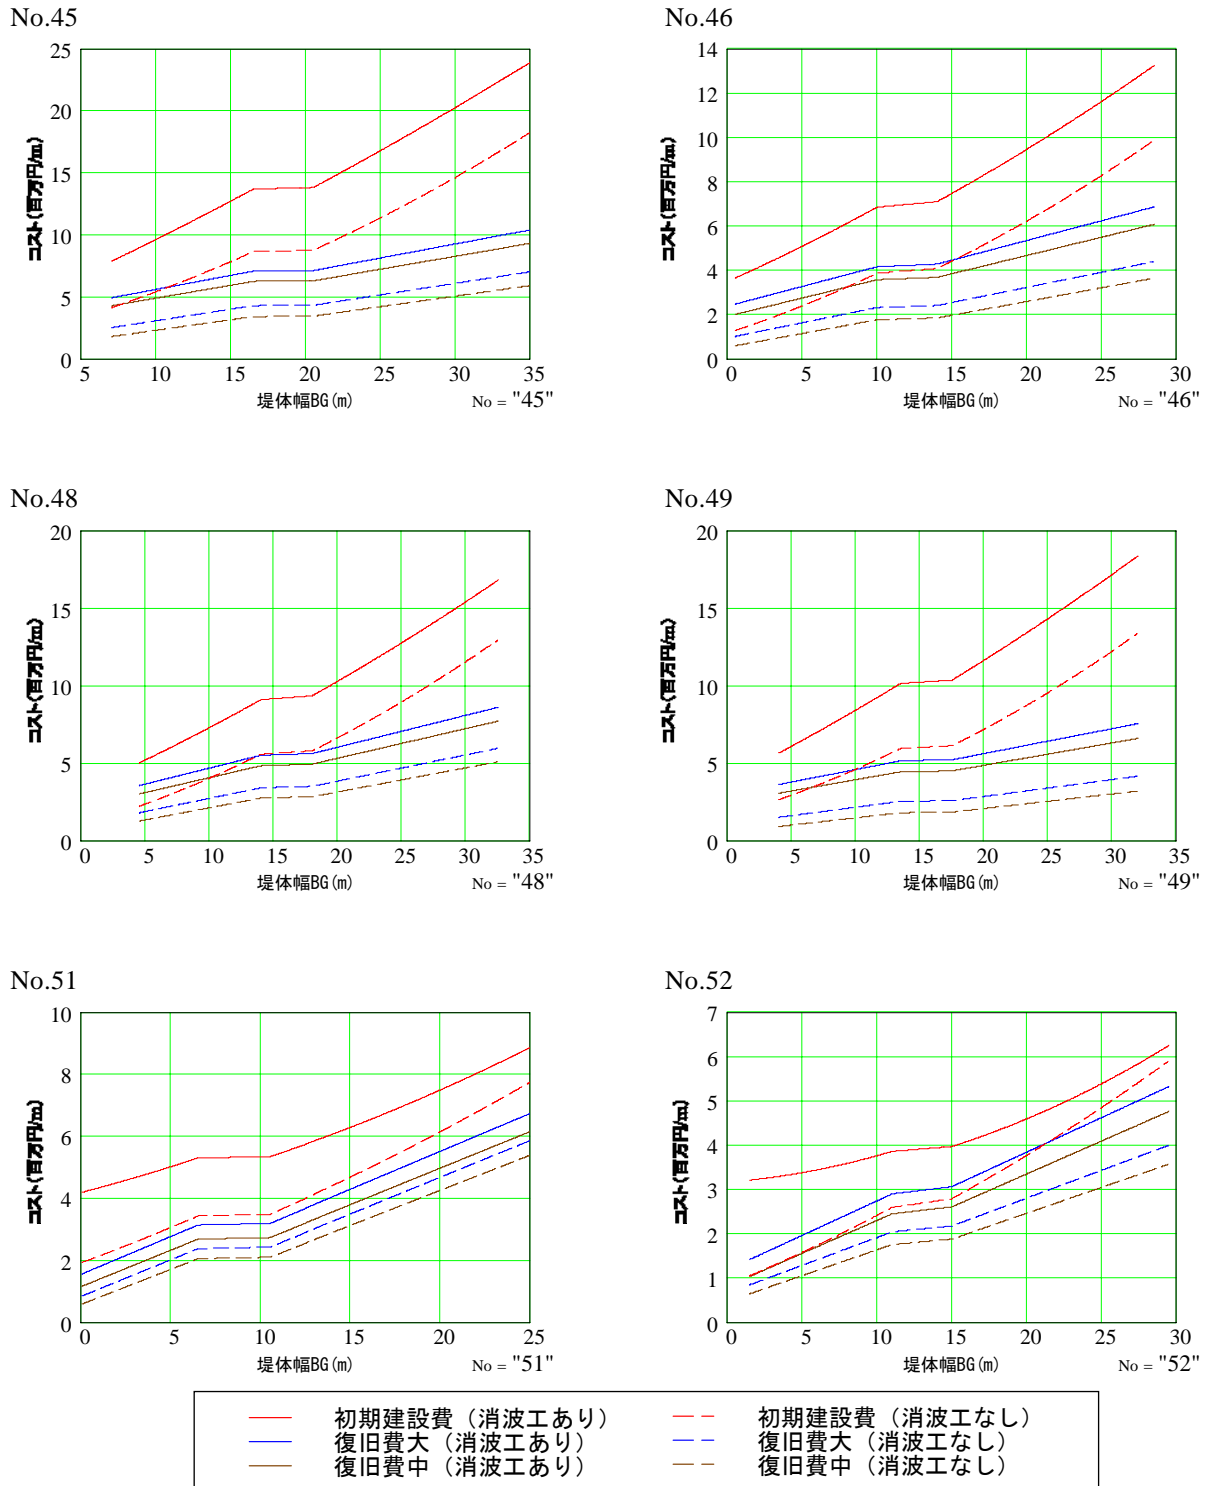 No.45
25
20
15
10
5
0
コスト(百万円/m)
5 10 15 20 25 30 35
堤体幅BG(m)
No = "45"
No.46
14
12
10
8
6
4
2
0
コスト(百万円/m)
0 5 10 15 20 25 30
堤体幅BG(m)
No = "46"
No.48
20
15
10
5
0
コスト(百万円/m)
0 5 10 15 20 25 30 35
堤体幅BG(m)
No = "48"
No.49
20
15
10
5
0
コスト(百万円/m)
0 5 10 15 20 25 30 35
堤体幅BG(m)
No = "49"
No.51
10
8
6
4
2
0
コスト(百万円/m)
0 5 10 15 20 25
堤体幅BG(m)
No = "51"
No.52
7
6
5
4
3
2
1
0
コスト(百万円/m)
0 5 10 15 20 25 30
堤体幅BG(m)
No = "52"
初期建設費（消波工あり）
復旧費大（消波工あり）
復旧費中（消波工あり）
初期建設費（消波工なし）
復旧費大（消波工なし）
復旧費中（消波工なし）